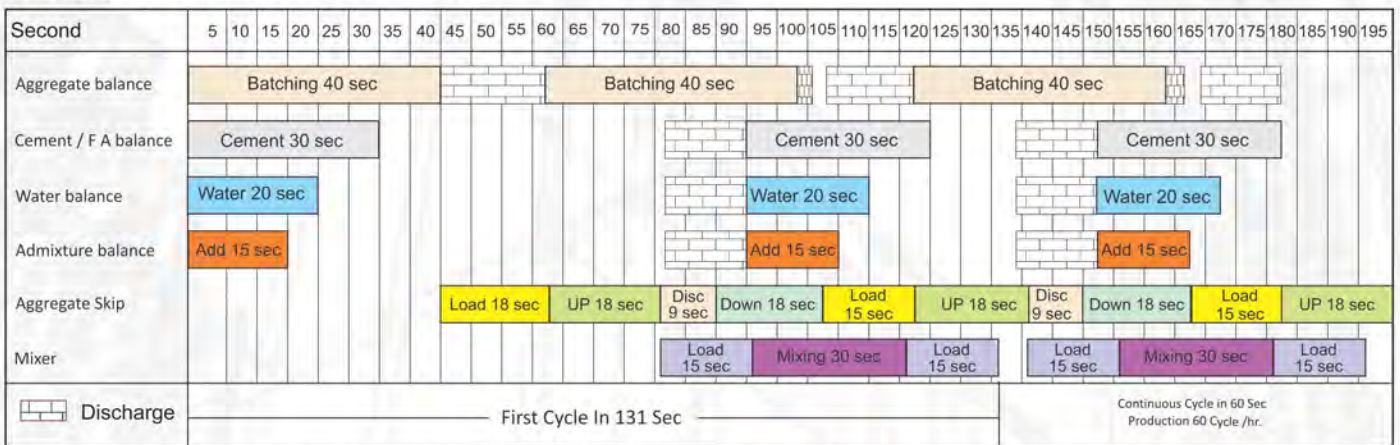 Second 5 10 15 20 25 30 35 40 45 50 55 60 65 70 75 80 85 90 95 100 105 110 115 120 125 130 135 140 145 150 155 160 165 170 175 180 185 190 195
Aggregate balance Batching 40 sec Batching 40 sec Batching 40 sec
Cement / F A balance Cement 30 sec Cement 30 sec Cement 30 sec
Water balance Water 20 sec Water 20 sec Water 20 sec
Admixture balance Add 15 sec Add 15 sec Add 15 sec
Aggregate Skip Load 18 sec UP 18 sec Disc 9 sec Down 18 sec Load 15 sec UP 18 sec Disc 9 sec Down 18 sec Load 15 sec UP 18 sec
Mixer Load 15 sec Mixing 30 sec Load 15 sec Load 15 sec Mixing 30 sec Load 15 sec
Discharge First Cycle In 131 Sec Continuous Cycle in 60 Sec
Production 60 Cycle /hr.